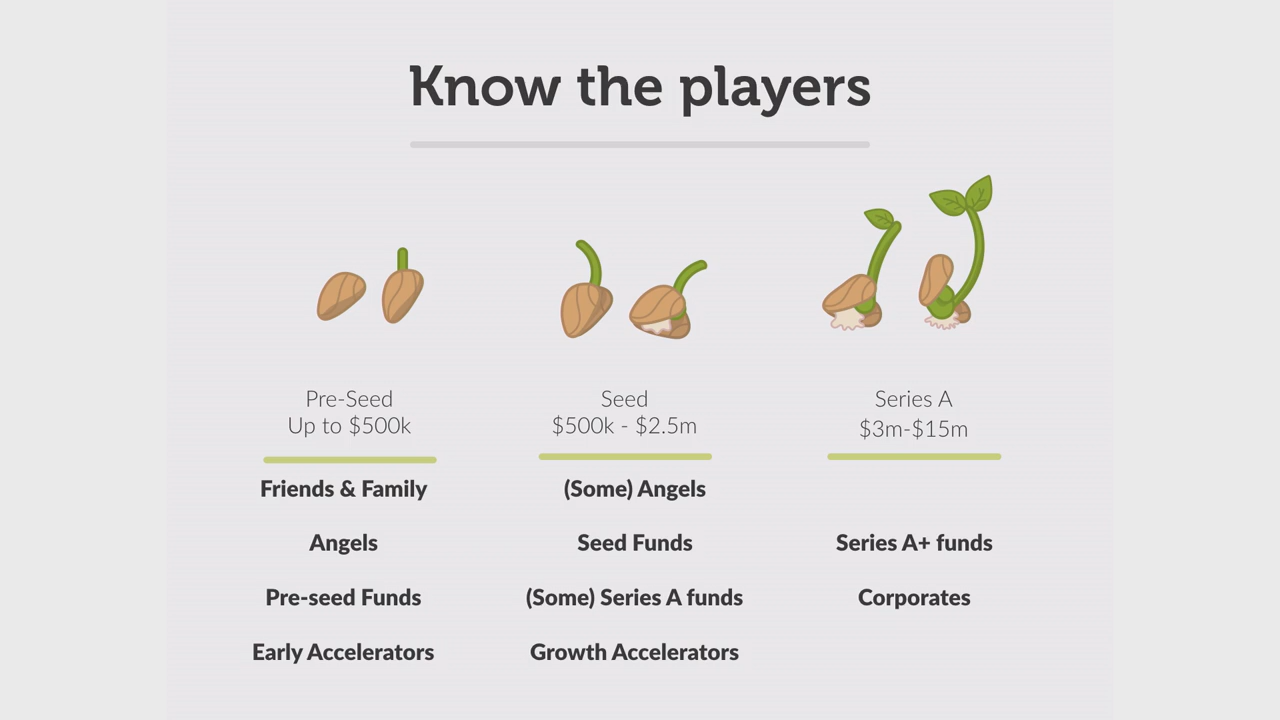 Know the players
Pre-Seed
Up to $500k
Friends & Family
Angels
Pre-seed Funds
Early Accelerators
Seed
$500k - $2.5m
(Some) Angels
Seed Funds
(Some) Series A funds
Growth Accelerators
Series A
$3m-$15m
Series A+ funds
Corporates